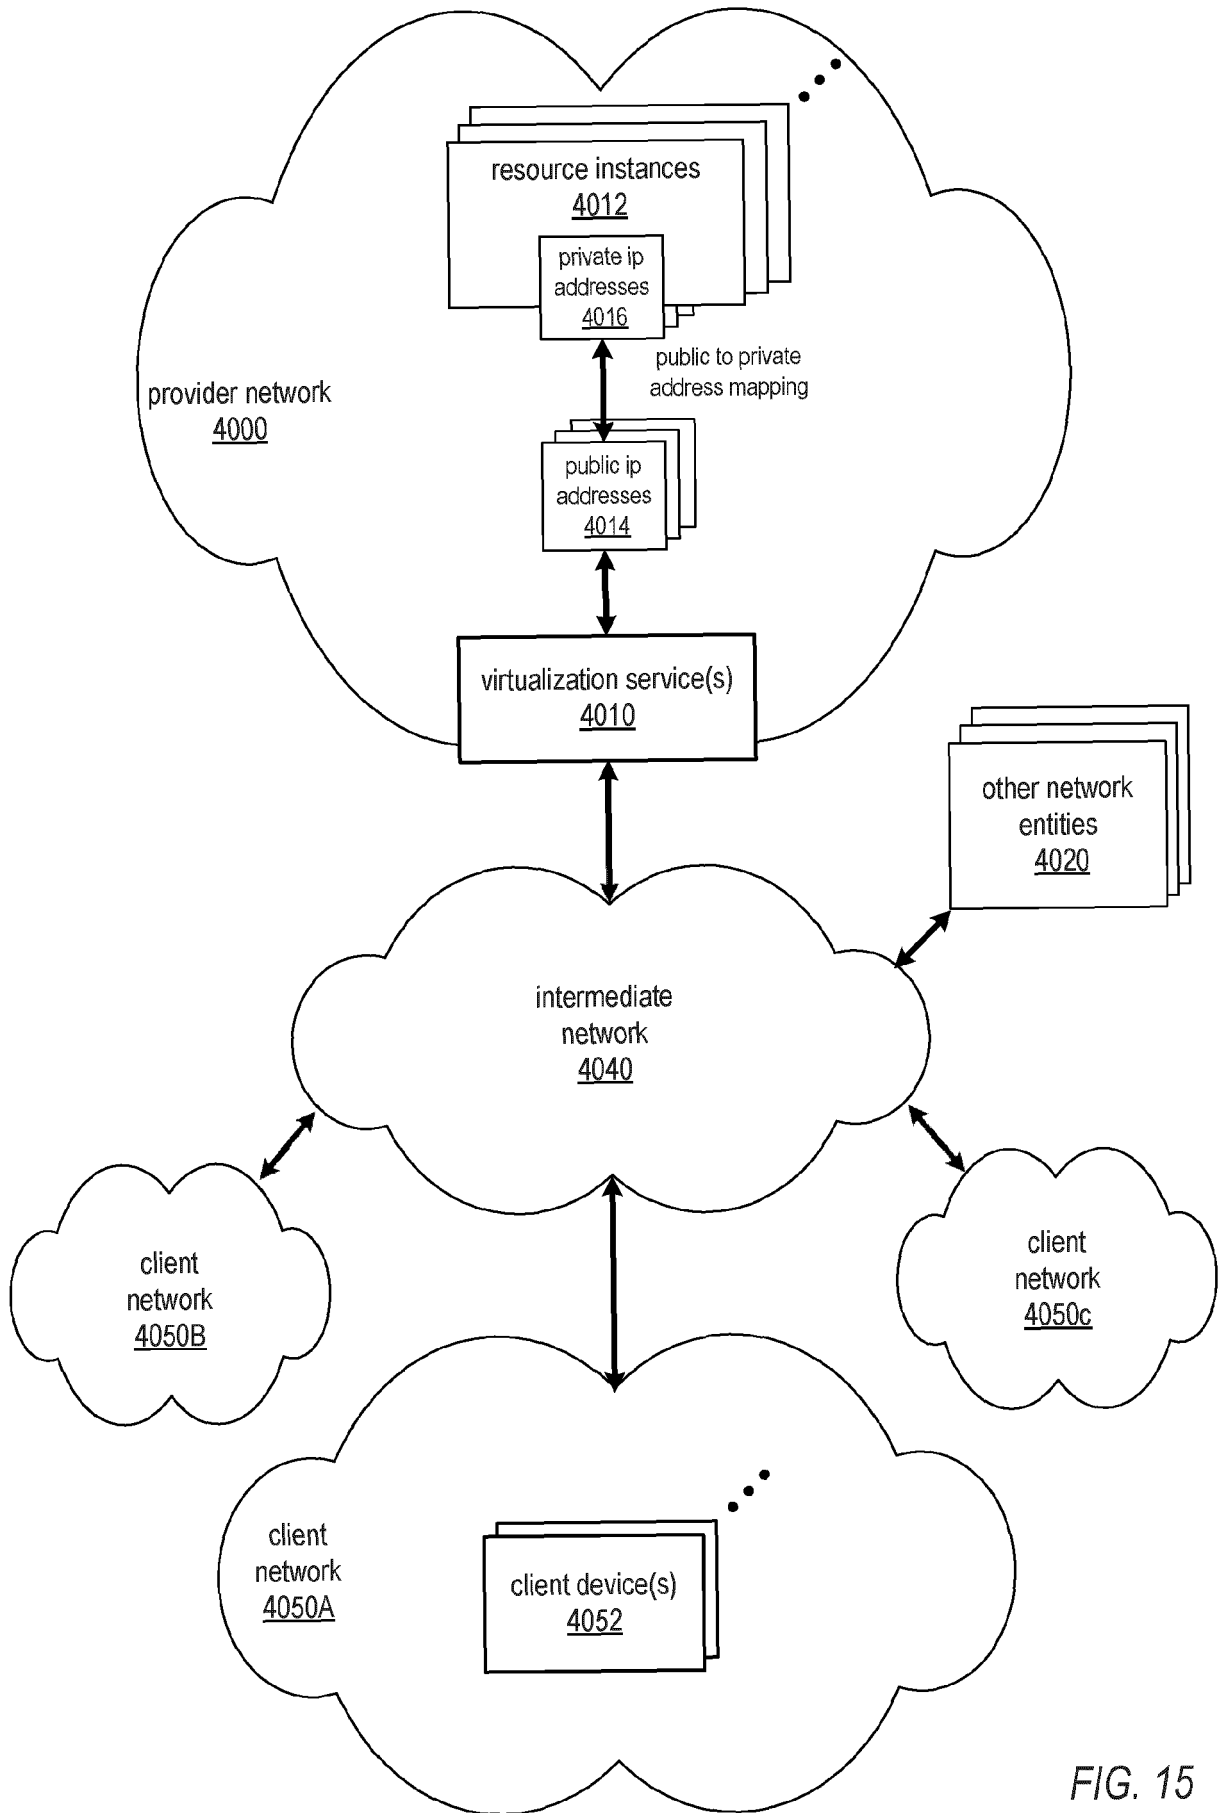 resource instances
4012
private ip
addresses
4016
public to private
address mapping
provider network
4000
public ip
addresses
4014
virtualization service(s)
4010
other network
entities
4020
intermediate
network
4040
client
network
4050B
client
network
4050c
client
network
4050A
client device(s)
4052
FIG. 15